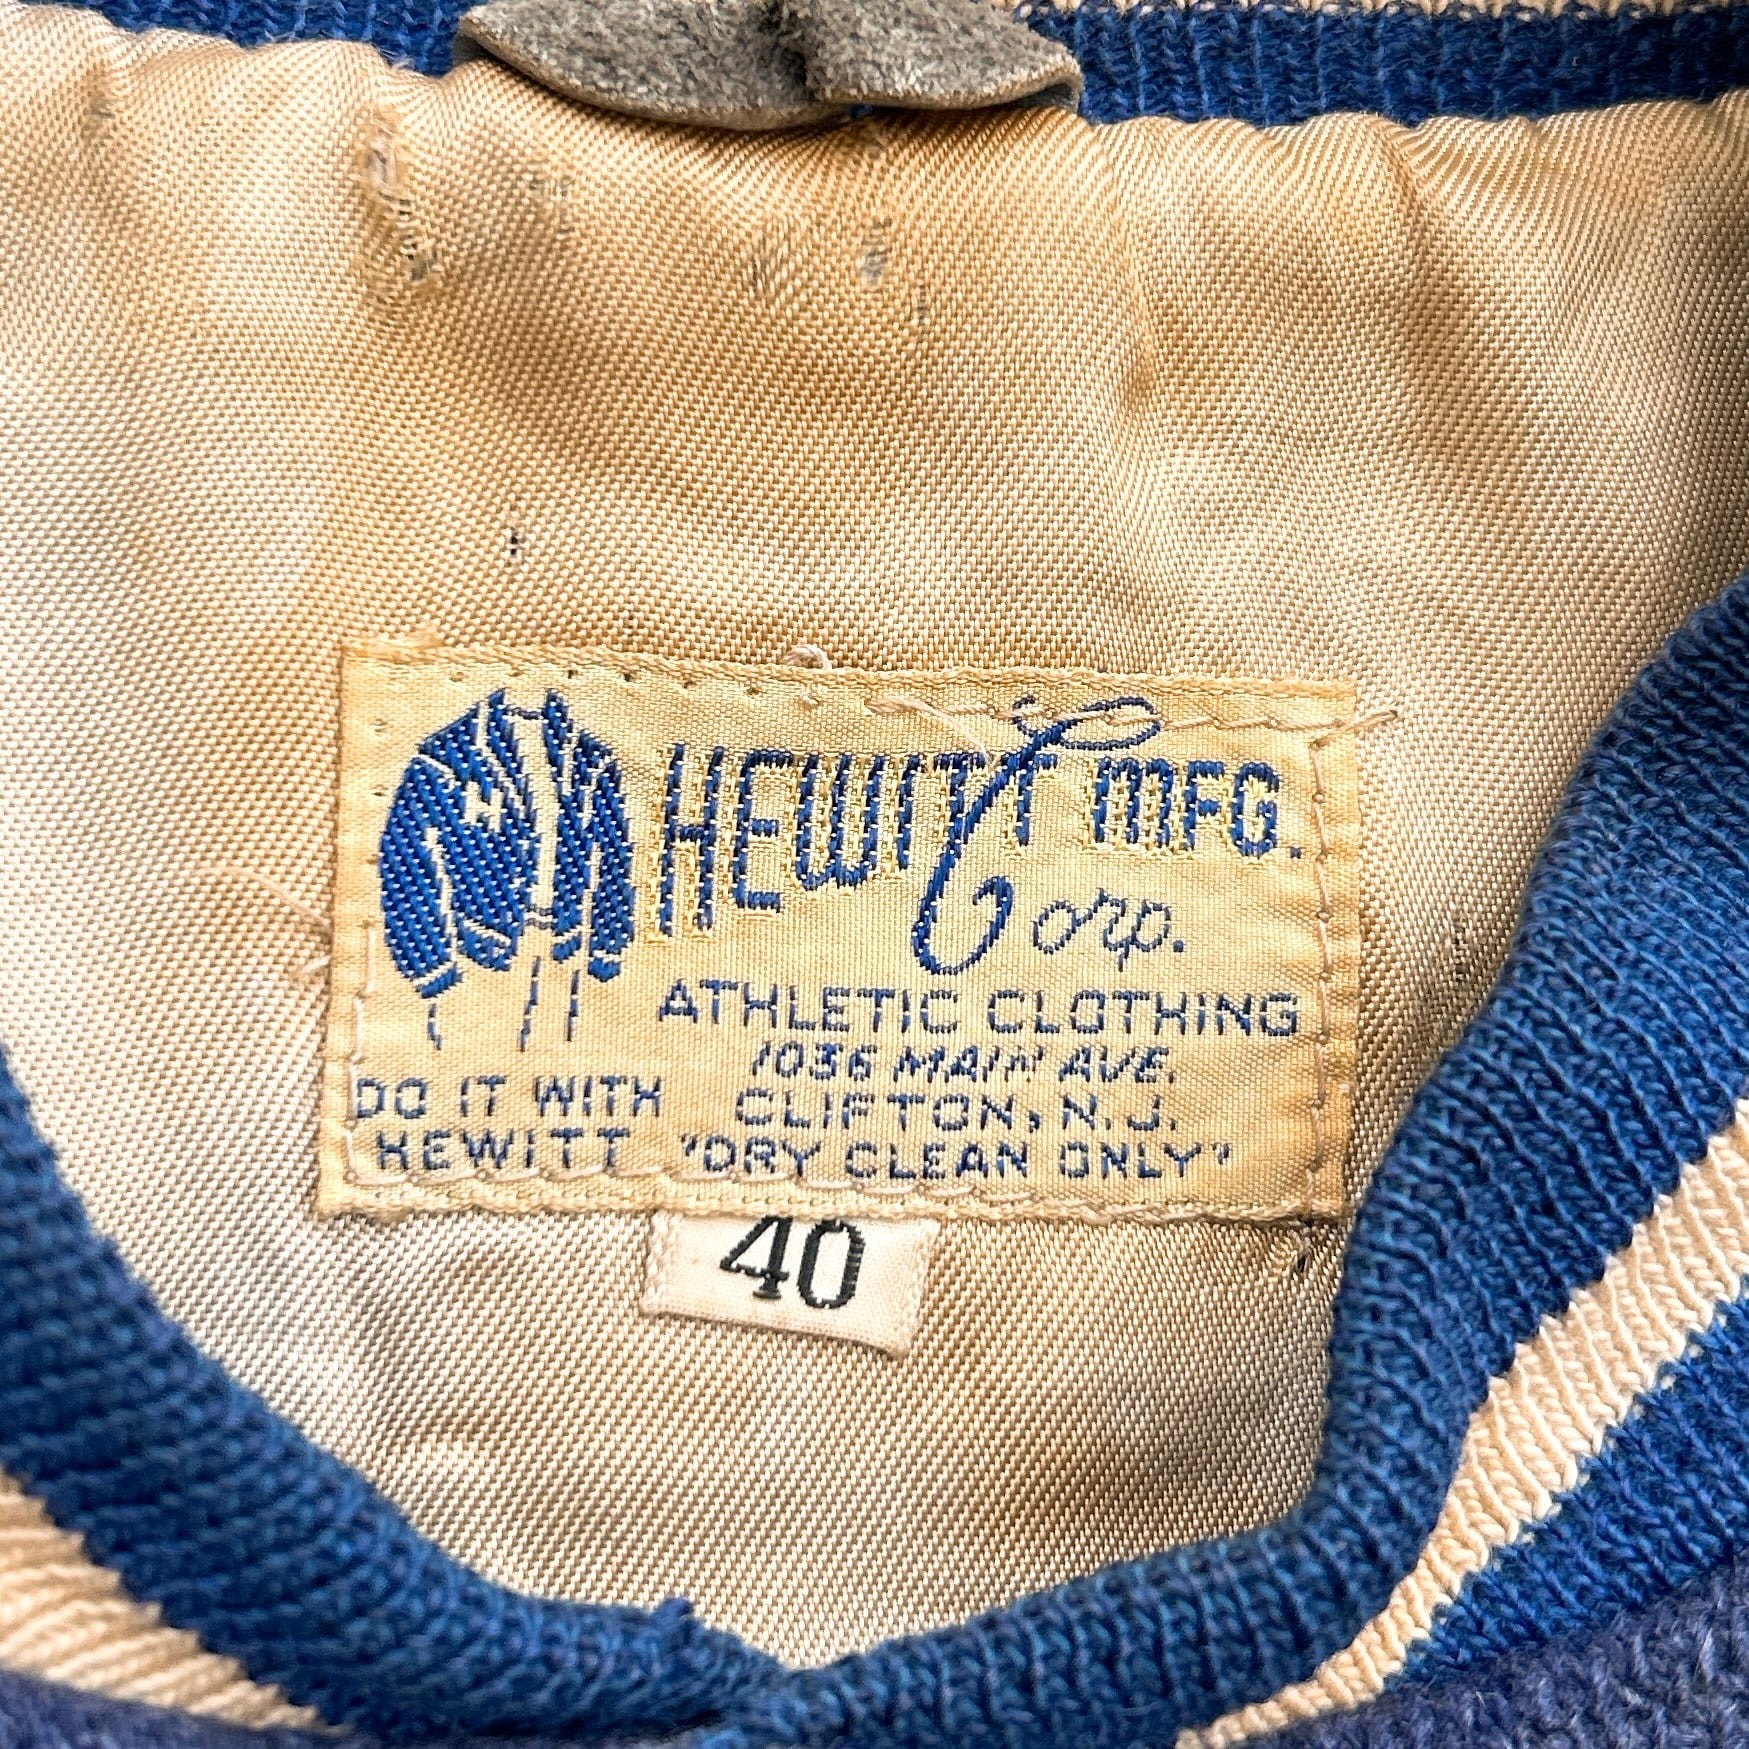 HEWITT MFG.
Corp.
ATHLETIC CLOTHING
1036 MAIN AVE.
CLIFTON, N.J.
DO IT WITH
HEWITT "DRY CLEAN ONLY"
40